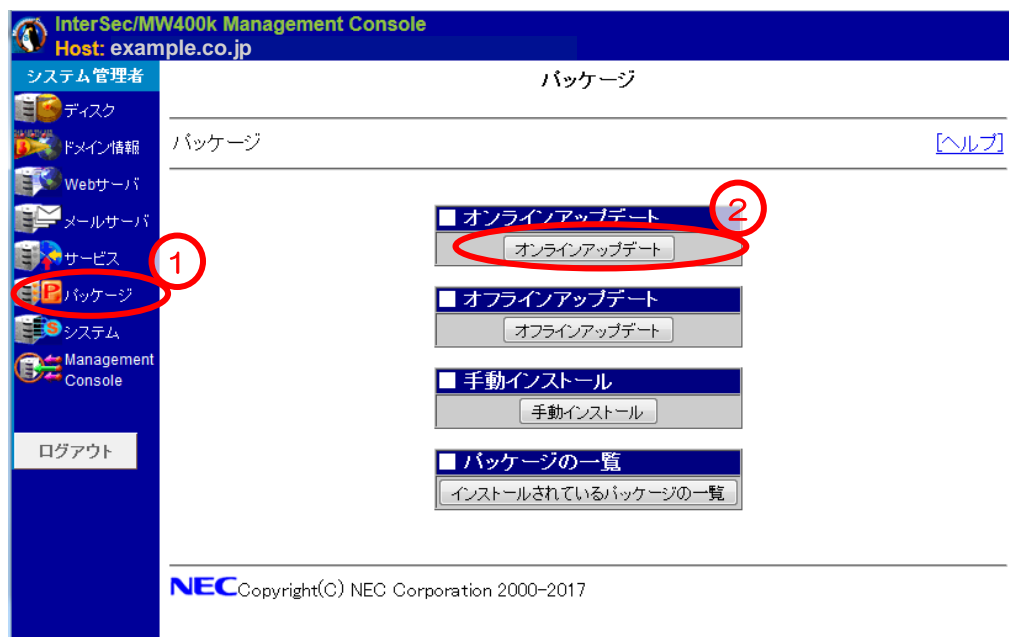 InterSec/MW400k Management Console
Host: example.co.jp
システム管理者
ディスク
ドメイン情報
Webサーバ
メールサーバ
サービス
パッケージ
システム
Management
Console
ログアウト
パッケージ
パッケージ
[ヘルプ]
■ オンラインアップデート
オンラインアップデート
■ オフラインアップデート
オフラインアップデート
■ 手動インストール
手動インストール
■ パッケージの一覧
インストールされているパッケージの一覧
1
2
NEC Copyright(C) NEC Corporation 2000-2017